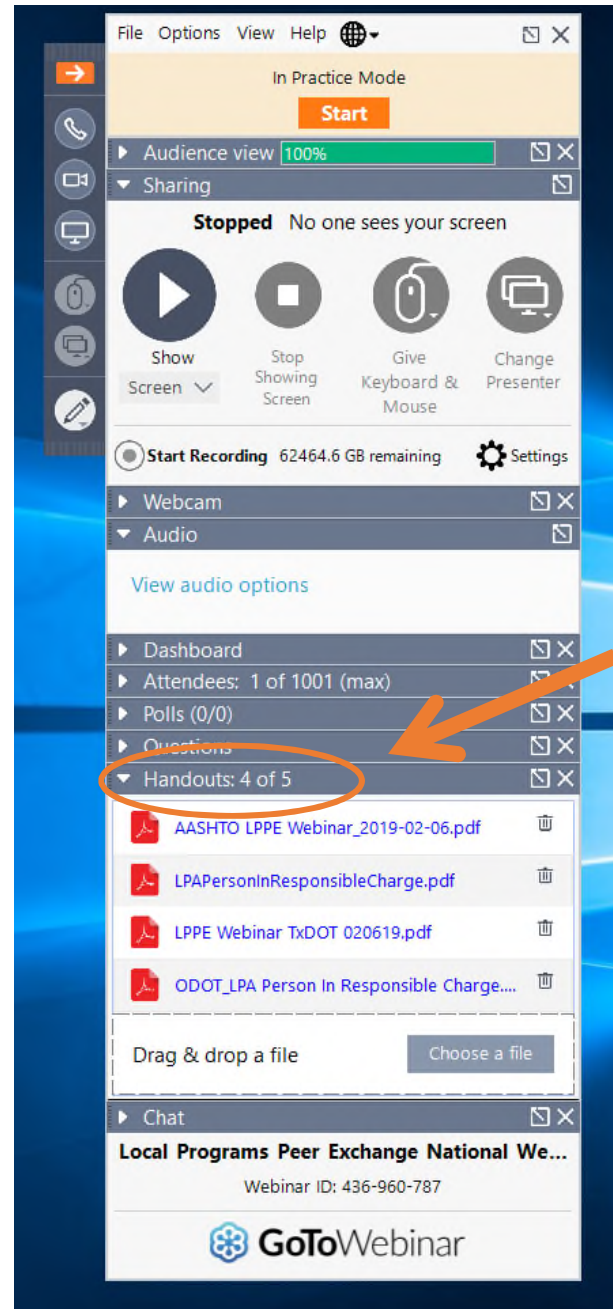 File Options View Help
In Practice Mode
Start
Audience view 100%
Sharing
Stopped No one sees your screen
Show
Screen
Stop
Showing
Screen
Give
Keyboard &
Mouse
Change
Presenter
Start Recording 62464.6 GB remaining Settings
Webcam
Audio
View audio options
Dashboard
Attendees: 1 of 1001 (max)
Polls (0/0)
Questions
Handouts: 4 of 5
AASHTO LPPE Webinar_2019-02-06.pdf
LPAPersonInResponsibleCharge.pdf
LPPE Webinar TxDOT 020619.pdf
ODOT_LPA Person In Responsible Charge....
Drag & drop a file Choose a file
Chat
Local Programs Peer Exchange National We...
Webinar ID: 436-960-787
GoToWebinar